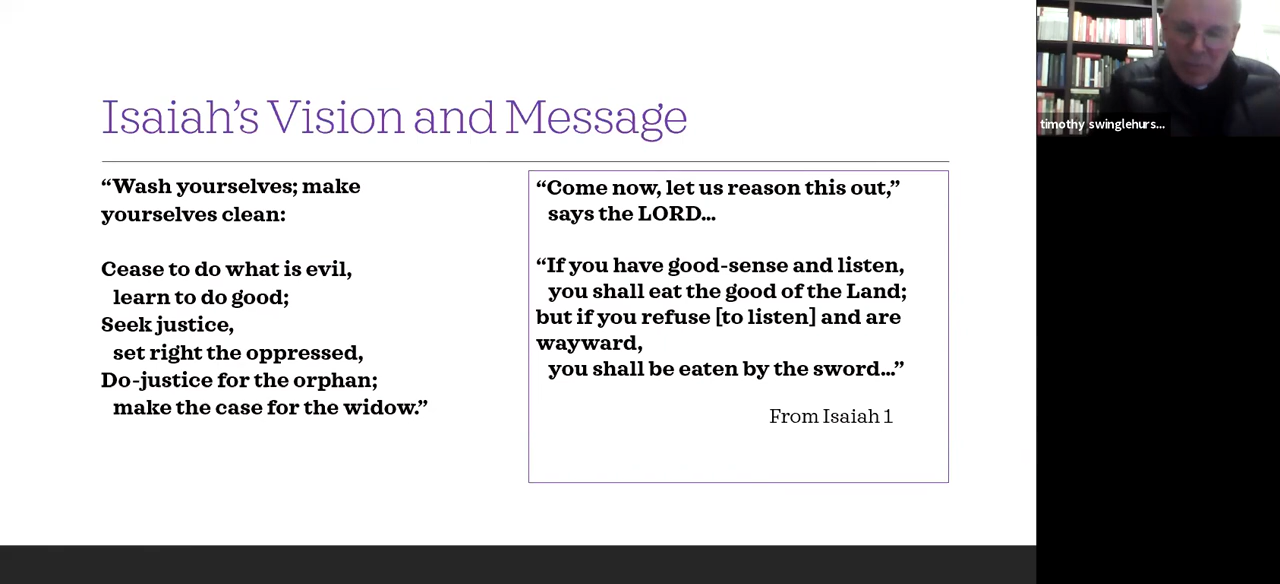 Isaiah’s Vision and Message
“Wash yourselves; make
yourselves clean:
Cease to do what is evil,
learn to do good;
Seek justice,
set right the oppressed,
Do-justice for the orphan;
make the case for the widow.”
“Come now, let us reason this out,”
says the LORD...
“If you have good-sense and listen,
you shall eat the good of the Land;
but if you refuse [to listen] and are
wayward,
you shall be eaten by the sword...”
From Isaiah 1
timothy swinglehurs...